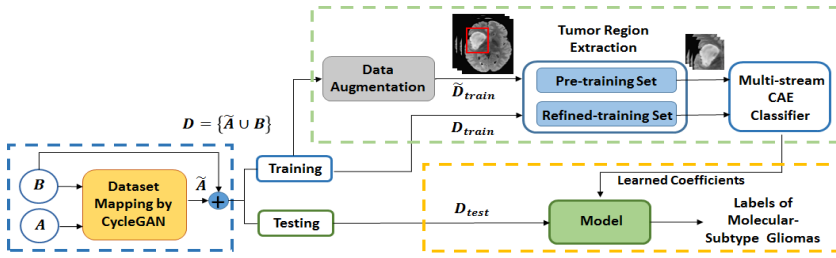 Tumor Region
Extraction
Data
Augmentation
D̃train
Pre-training Set
Refined-training Set
Multi-stream
CAE
Classifier
D = {Ã ∪ B}
Dtrain
B
A
Dataset
Mapping by
CycleGAN
Ã
+
Training
Testing
Learned Coefficients
Dtest
Model
Labels of
Molecular-
Subtype Gliomas